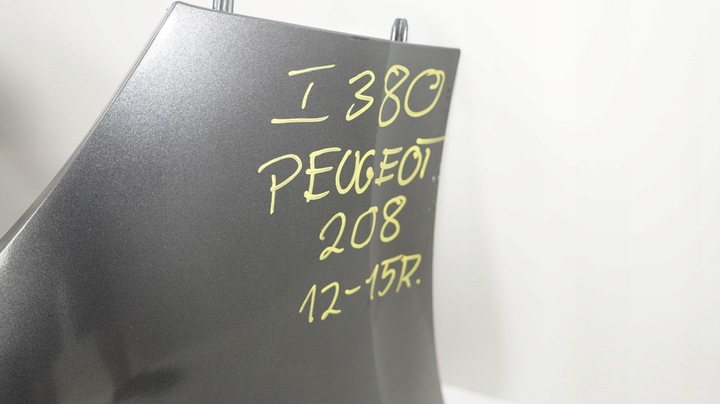 I 380
PEUGEOT
208
12-15R.